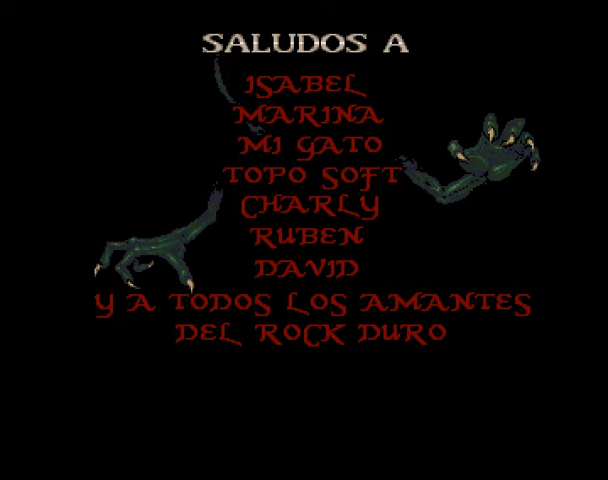 SALUDOS A
ISABEL
MARINA
MI GATO
TOPO SOFT
CHARLY
RUBEN
DAVID
Y A TODOS LOS AMANTES
DEL ROCK DURO